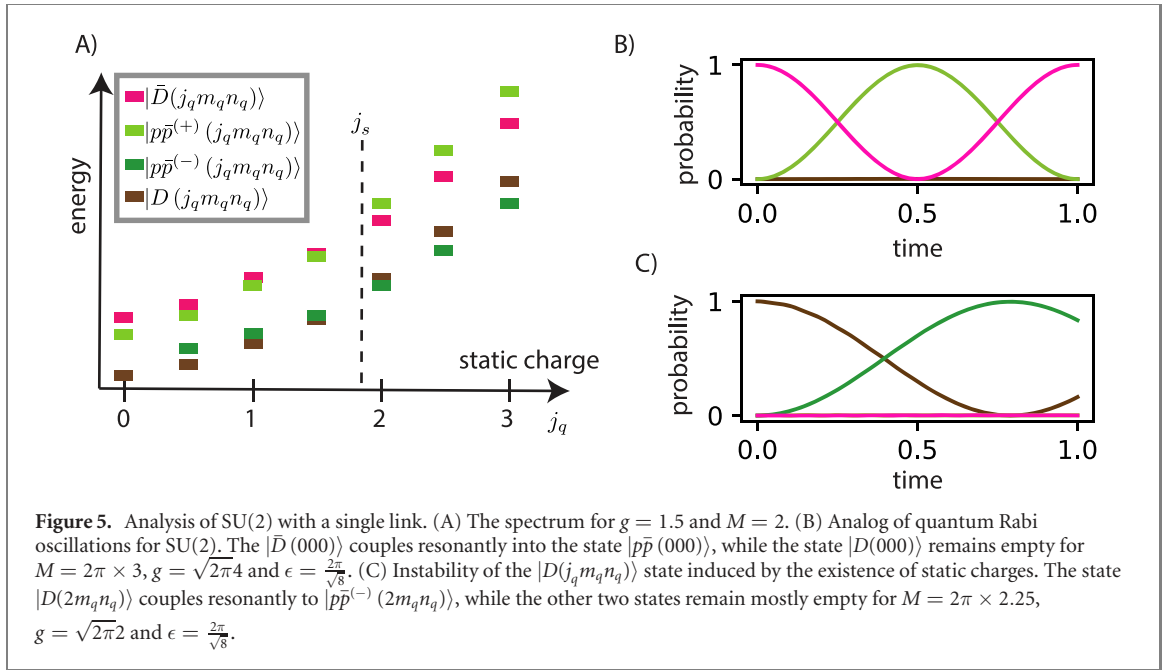 A)
energy
|D̄(j_q m_q n_q)⟩
|pp̄^(+) (j_q m_q n_q)⟩
|pp̄^(−) (j_q m_q n_q)⟩
|D (j_q m_q n_q)⟩
j_s
static charge
0 1 2 3 j_q
B)
probability
1
0
0.0 0.5 1.0
time
C)
probability
1
0
0.0 0.5 1.0
time
Figure 5. Analysis of SU(2) with a single link. (A) The spectrum for g = 1.5 and M = 2. (B) Analog of quantum Rabi
oscillations for SU(2). The |D̄ (000)⟩ couples resonantly into the state |pp̄ (000)⟩, while the state |D(000)⟩ remains empty for
M = 2π × 3, g = √2π4 and ϵ = 2π/√8. (C) Instability of the |D(j_q m_q n_q)⟩ state induced by the existence of static charges. The state
|D(2m_q n_q)⟩ couples resonantly to |pp̄^(−) (2m_q n_q)⟩, while the other two states remain mostly empty for M = 2π × 2.25,
g = √2π2 and ϵ = 2π/√8.